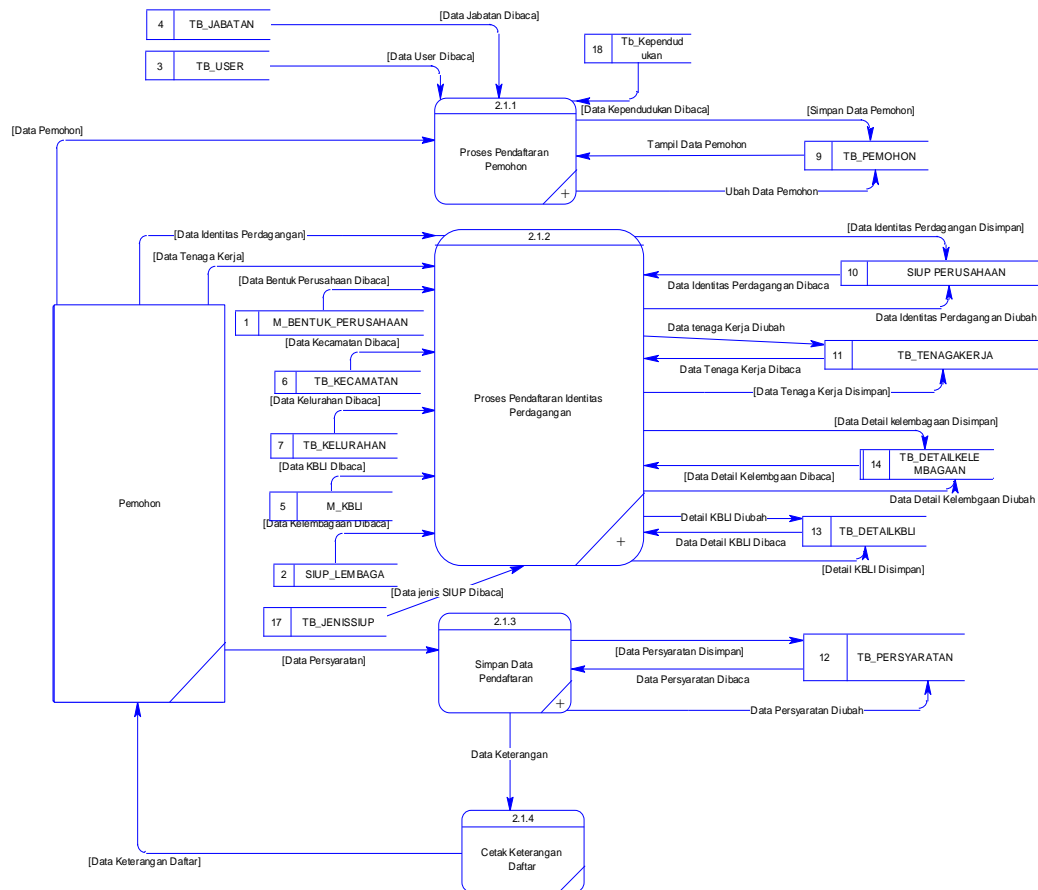 4
TB_JABATAN
[Data Jabatan Dibaca]
3
TB_USER
[Data User Dibaca]
18
Tb_Kependud
ukan
[Data Kependudukan Dibaca]
[Data Pemohon]
2.1.1
Proses Pendaftaran
Pemohon
+
[Simpan Data Pemohon]
Tampil Data Pemohon
9
TB_PEMOHON
Ubah Data Pemohon
[Data Identitas Perdagangan]
[Data Tenaga Kerja]
[Data Bentuk Perusahaan Dibaca]
1
M_BENTUK_PERUSAHAAN
[Data Kecamatan Dibaca]
6
TB_KECAMATAN
[Data Kelurahan Dibaca]
7
TB_KELURAHAN
[Data KBLI DIbaca]
5
M_KBLI
[Data Kelembagaan Dibaca]
2
SIUP_LEMBAGA
[Data jenis SIUP Dibaca]
17
TB_JENISSIUP
2.1.2
Proses Pendaftaran Identitas
Perdagangan
+
[Data Identitas Perdagangan Disimpan]
10
SIUP PERUSAHAAN
Data Identitas Perdagangan Dibaca
Data Identitas Perdagangan Diubah
Data tenaga Kerja Diubah
11
TB_TENAGAKERJA
Data Tenaga Kerja Dibaca
[Data Tenaga Kerja Disimpan]
[Data Detail kelembagaan Disimpan]
14
TB_DETAILKELE
MBAGAAN
[Data Detail Kelembgaan Dibaca]
Data Detail Kelembgaan Diubah
Detail KBLI Diubah
13
TB_DETAILKBLI
Data Detail KBLI Dibaca
[Detail KBLI Disimpan]
Pemohon
[Data Persyaratan]
2.1.3
Simpan Data
Pendaftaran
+
[Data Persyaratan Disimpan]
12
TB_PERSYARATAN
Data Persyaratan Dibaca
Data Persyaratan Diubah
Data Keterangan
2.1.4
Cetak Keterangan
Daftar
[Data Keterangan Daftar]